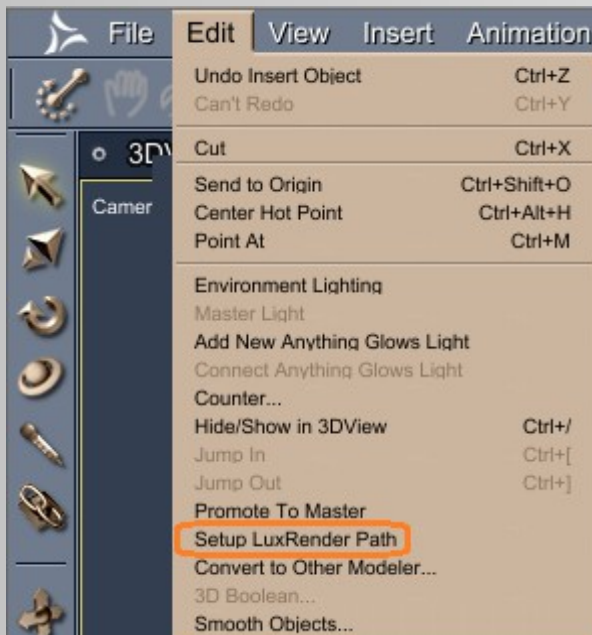 File Edit View Insert Animation
Undo Insert Object Ctrl+Z
Can't Redo Ctrl+Y
Cut Ctrl+X
Send to Origin Ctrl+Shift+O
Center Hot Point Ctrl+Alt+H
Point At Ctrl+M
Environment Lighting
Master Light
Add New Anything Glows Light
Connect Anything Glows Light
Counter...
Hide/Show in 3DView Ctrl+/
Jump In Ctrl+[
Jump Out Ctrl+]
Promote To Master
Setup LuxRender Path
Convert to Other Modeler...
3D Boolean...
Smooth Objects...
3D
Camer